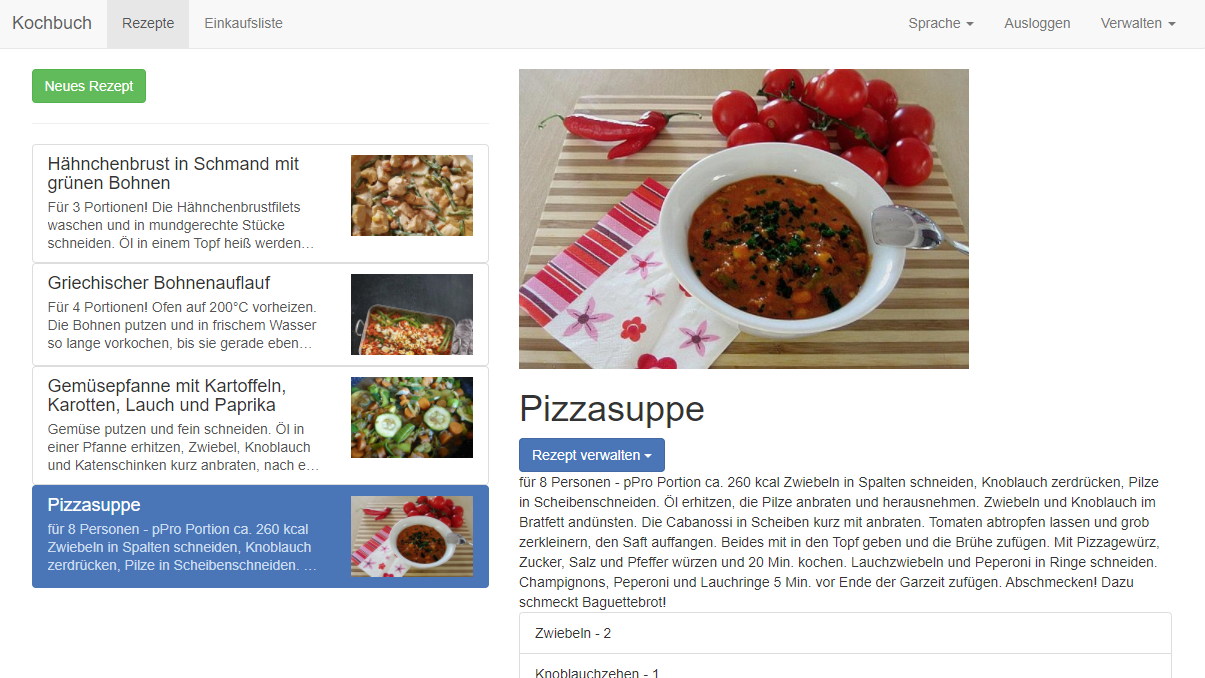 Kochbuch Rezepte Einkaufsliste Sprache Ausloggen Verwalten
Neues Rezept
Hähnchenbrust in Schmand mit
grünen Bohnen
Für 3 Portionen! Die Hähnchenbrustfilets
waschen und in mundgerechte Stücke
schneiden. Öl in einem Topf heiß werden…
Griechischer Bohnenauflauf
Für 4 Portionen! Ofen auf 200°C vorheizen.
Die Bohnen putzen und in frischem Wasser
so lange vorkochen, bis sie gerade eben…
Gemüsepfanne mit Kartoffeln,
Karotten, Lauch und Paprika
Gemüse putzen und fein schneiden. Öl in
einer Pfanne erhitzen, Zwiebel, Knoblauch
und Katenschinken kurz anbraten, nach e…
Pizzasuppe
für 8 Personen - pPro Portion ca. 260 kcal
Zwiebeln in Spalten schneiden, Knoblauch
zerdrücken, Pilze in Scheibenschneiden. …
Pizzasuppe
Rezept verwalten
für 8 Personen - pPro Portion ca. 260 kcal Zwiebeln in Spalten schneiden, Knoblauch zerdrücken, Pilze
in Scheibenschneiden. Öl erhitzen, die Pilze anbraten und herausnehmen. Zwiebeln und Knoblauch im
Bratfett andünsten. Die Cabanossi in Scheiben kurz mit anbraten. Tomaten abtropfen lassen und grob
zerkleinern, den Saft auffangen. Beides mit in den Topf geben und die Brühe zufügen. Mit Pizzagewürz,
Zucker, Salz und Pfeffer würzen und 20 Min. kochen. Lauchzwiebeln und Peperoni in Ringe schneiden.
Champignons, Peperoni und Lauchringe 5 Min. vor Ende der Garzeit zufügen. Abschmecken! Dazu
schmeckt Baguettebrot!
Zwiebeln - 2
Knoblauchzehen - 1